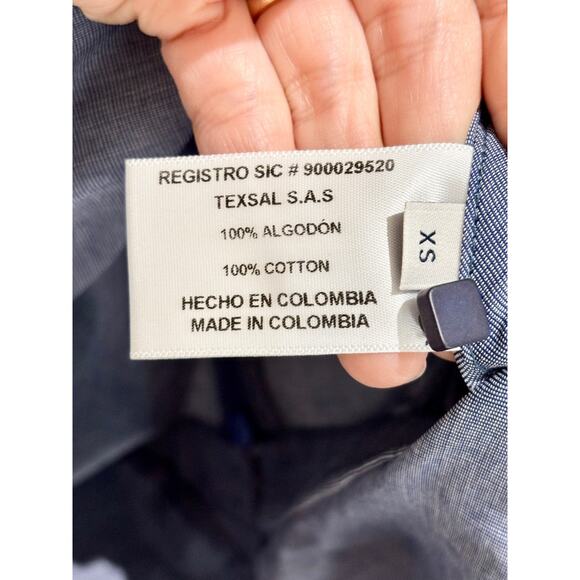 REGISTRO SIC # 900029520
TEXSAL S.A.S
100% ALGODÓN
100% COTTON
HECHO EN COLOMBIA
MADE IN COLOMBIA
XS